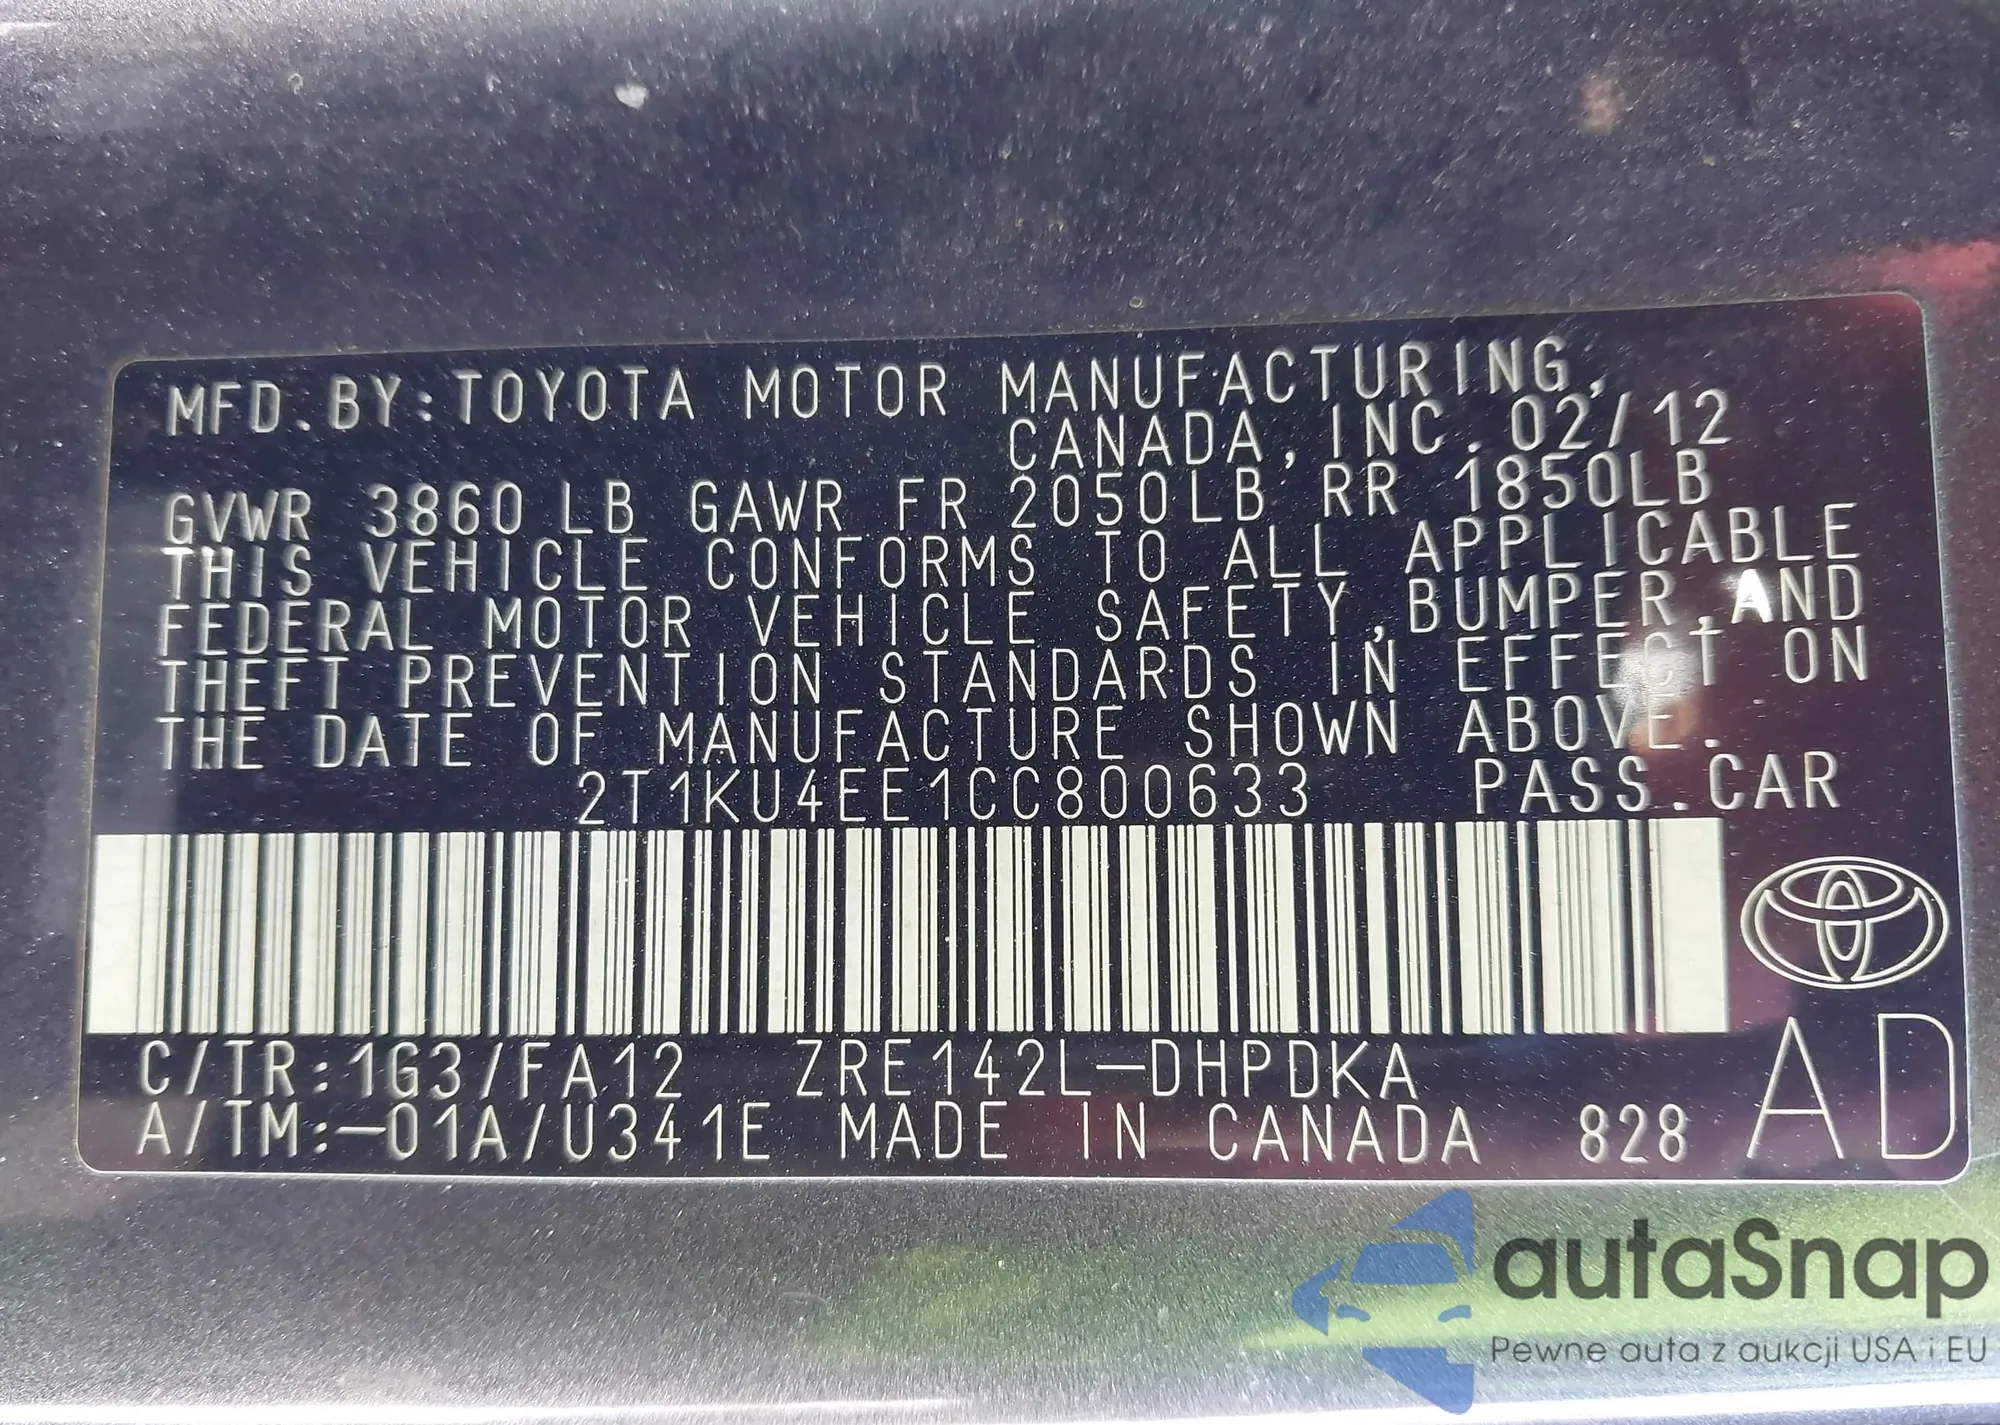 MFD.BY:TOYOTA MOTOR MANUFACTURING,
CANADA, INC. 02/12
GVWR 3860 LB GAWR FR 2050LB RR 1850LB
THIS VEHICLE CONFORMS TO ALL APPLICABLE
FEDERAL MOTOR VEHICLE SAFETY,BUMPER,AND
THEFT PREVENTION STANDARDS IN EFFECT ON
THE DATE OF MANUFACTURE SHOWN ABOVE.
2T1KU4EE1CC800633 PASS.CAR
C/TR:1G3/FA12 ZRE142L-DHPDKA
A/TM:-01A/U341E MADE IN CANADA 828 AD
autaSnap
Pewne auta z aukcji USA i EU